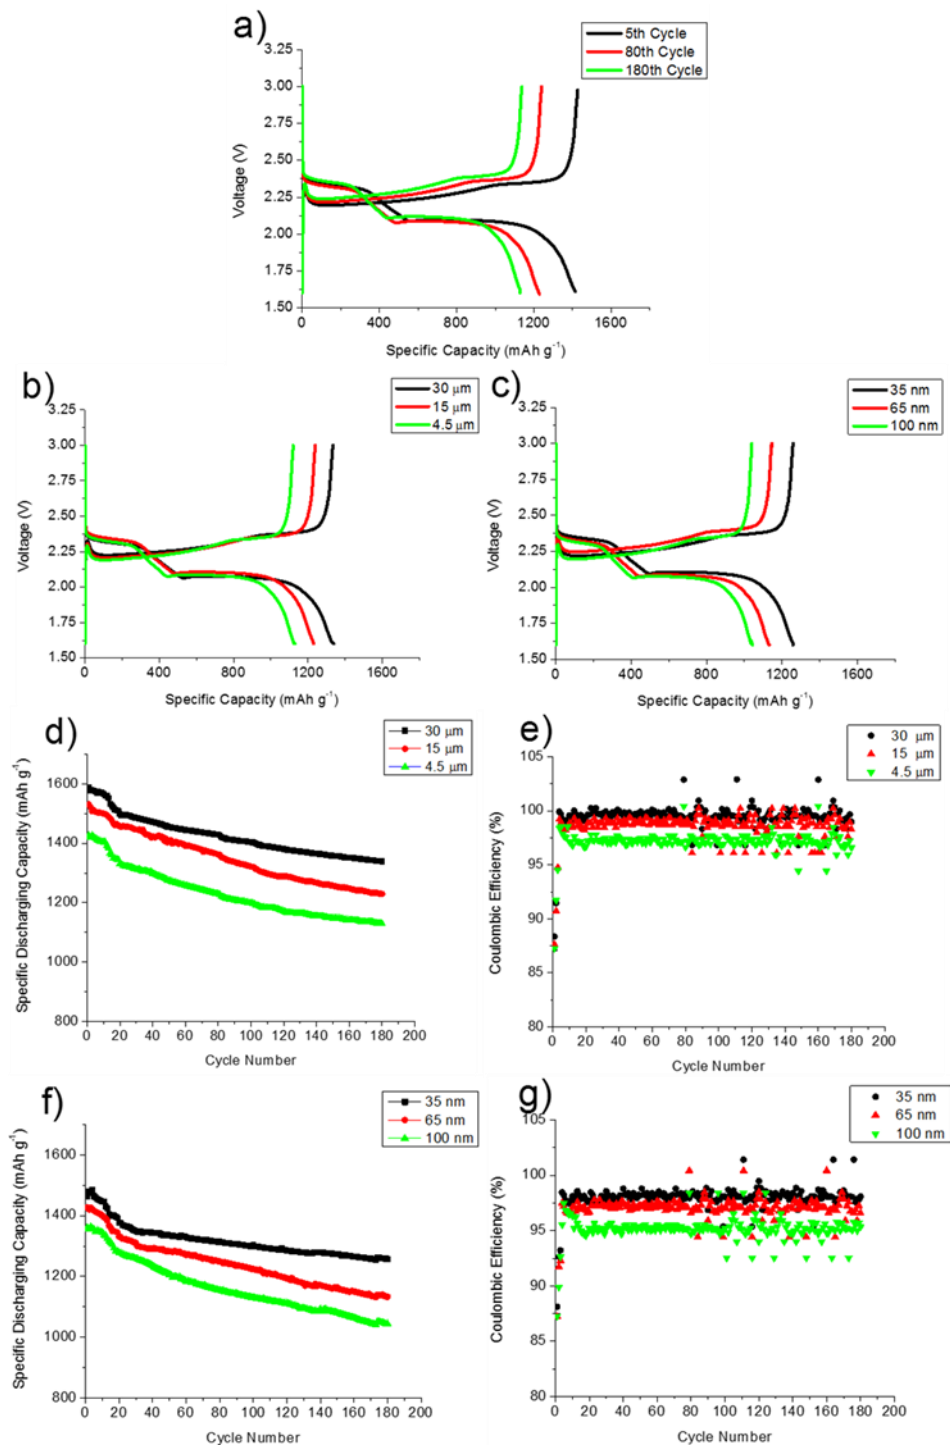 a)
5th Cycle
80th Cycle
180th Cycle
3.25
3.00
2.75
2.50
2.25
2.00
1.75
1.50
Voltage (V)
0 400 800 1200 1600
Specific Capacity (mAh g⁻¹)
b)
30 μm
15 μm
4.5 μm
3.25
3.00
2.75
2.50
2.25
2.00
1.75
1.50
Voltage (V)
0 400 800 1200 1600
Specific Capacity (mAh g⁻¹)
c)
35 nm
65 nm
100 nm
3.25
3.00
2.75
2.50
2.25
2.00
1.75
1.50
Voltage (V)
0 400 800 1200 1600
Specific Capacity (mAh g⁻¹)
d)
30 μm
15 μm
4.5 μm
1600
1400
1200
1000
800
Specific Discharging Capacity (mAh g⁻¹)
0 20 40 60 80 100 120 140 160 180 200
Cycle Number
e)
30 μm
15 μm
4.5 μm
105
100
95
90
85
80
Coulombic Efficiency (%)
0 20 40 60 80 100 120 140 160 180 200
Cycle Number
f)
35 nm
65 nm
100 nm
1600
1400
1200
1000
800
Specific Discharging Capacity (mAh g⁻¹)
0 20 40 60 80 100 120 140 160 180 200
Cycle Number
g)
35 nm
65 nm
100 nm
105
100
95
90
85
80
Coulombic Efficiency (%)
0 20 40 60 80 100 120 140 160 180 200
Cycle Number